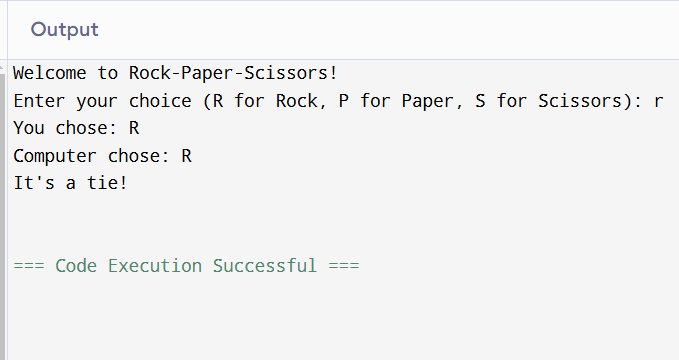 Output
Welcome to Rock-Paper-Scissors!
Enter your choice (R for Rock, P for Paper, S for Scissors): r
You chose: R
Computer chose: R
It's a tie!
=== Code Execution Successful ===